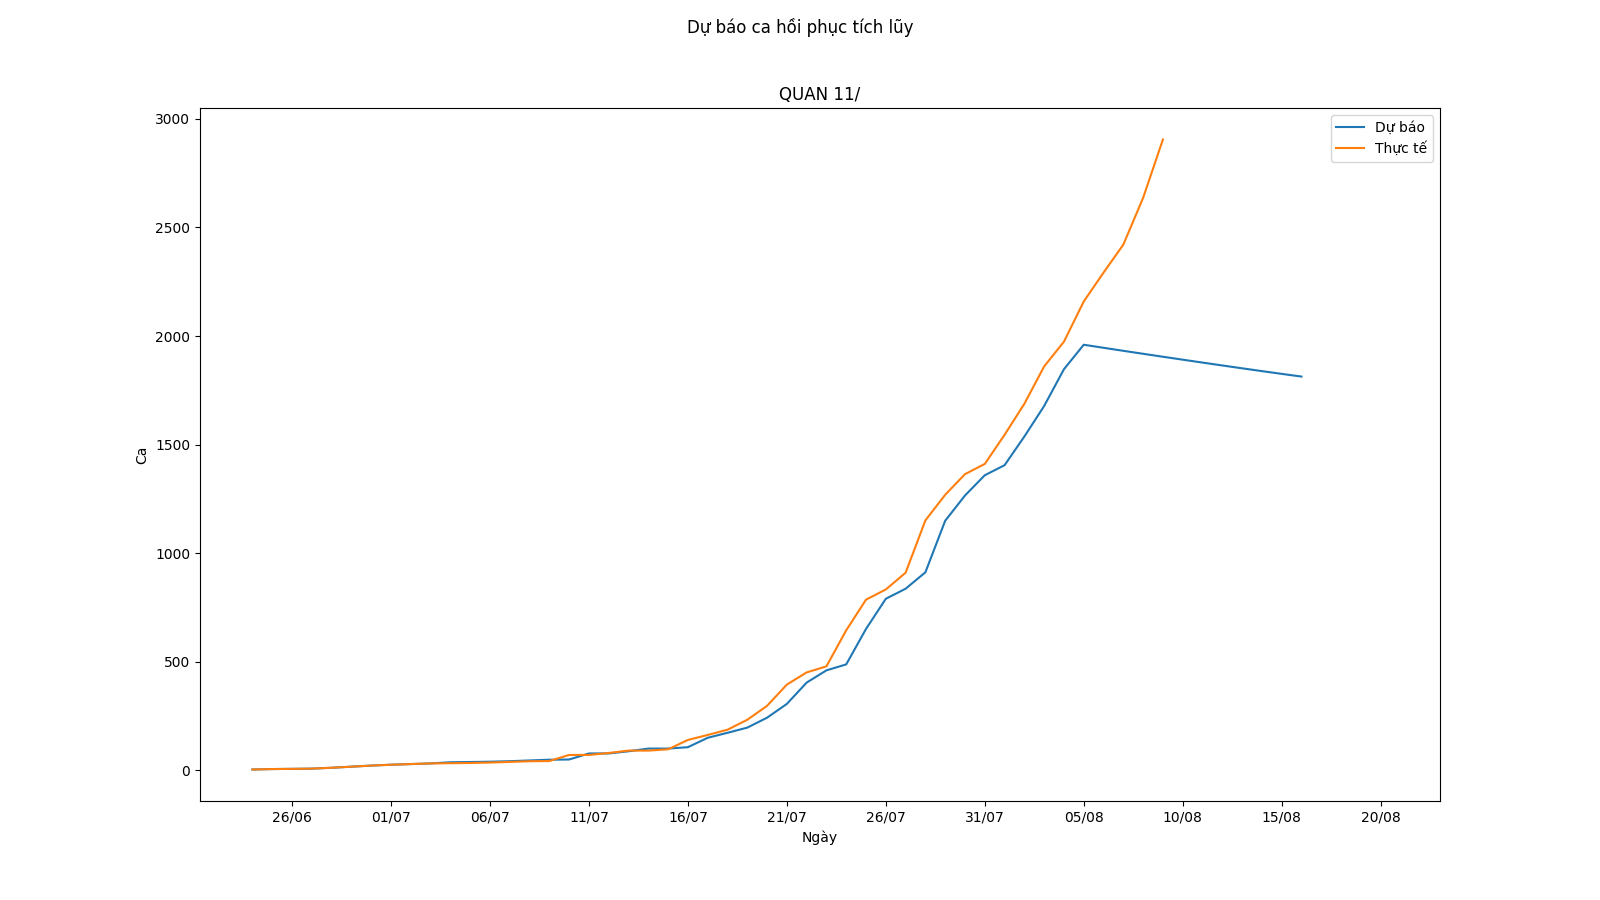 Dự báo ca hồi phục tích lũy
QUAN 11/
3000
2500
2000
1500
1000
500
0
Ca
Dự báo
Thực tế
26/06 01/07 06/07 11/07 16/07 21/07 26/07 31/07 05/08 10/08 15/08 20/08
Ngày